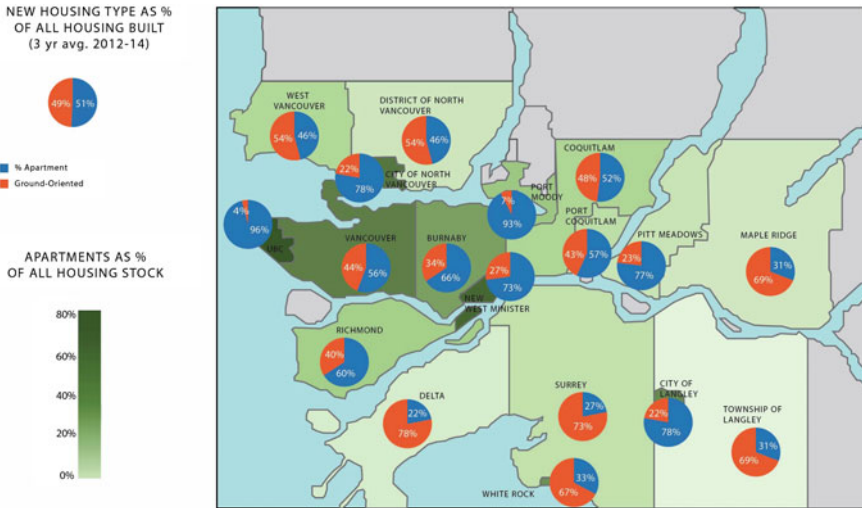 NEW HOUSING TYPE AS %
OF ALL HOUSING BUILT
(3 yr avg. 2012-14)
49% 51%
% Apartment
Ground-Oriented
APARTMENTS AS %
OF ALL HOUSING STOCK
80%
60%
40%
20%
0%
WEST
VANCOUVER
54% 46%
DISTRICT OF NORTH
VANCOUVER
54% 46%
22%
78%
CITY OF NORTH
VANCOUVER
COQUITLAM
48% 52%
7%
93%
PORT
MOODY
4%
96%
UBC
VANCOUVER
44% 56%
BURNABY
34% 66%
27%
73%
NEW
WEST MINISTER
PORT
COQUITLAM
43% 57%
PITT MEADOWS
23%
77%
MAPLE RIDGE
31%
69%
RICHMOND
40%
60%
DELTA
22%
78%
SURREY
27%
73%
CITY OF
LANGLEY
22%
78%
TOWNSHIP OF
LANGLEY
31%
69%
WHITE ROCK
33%
67%